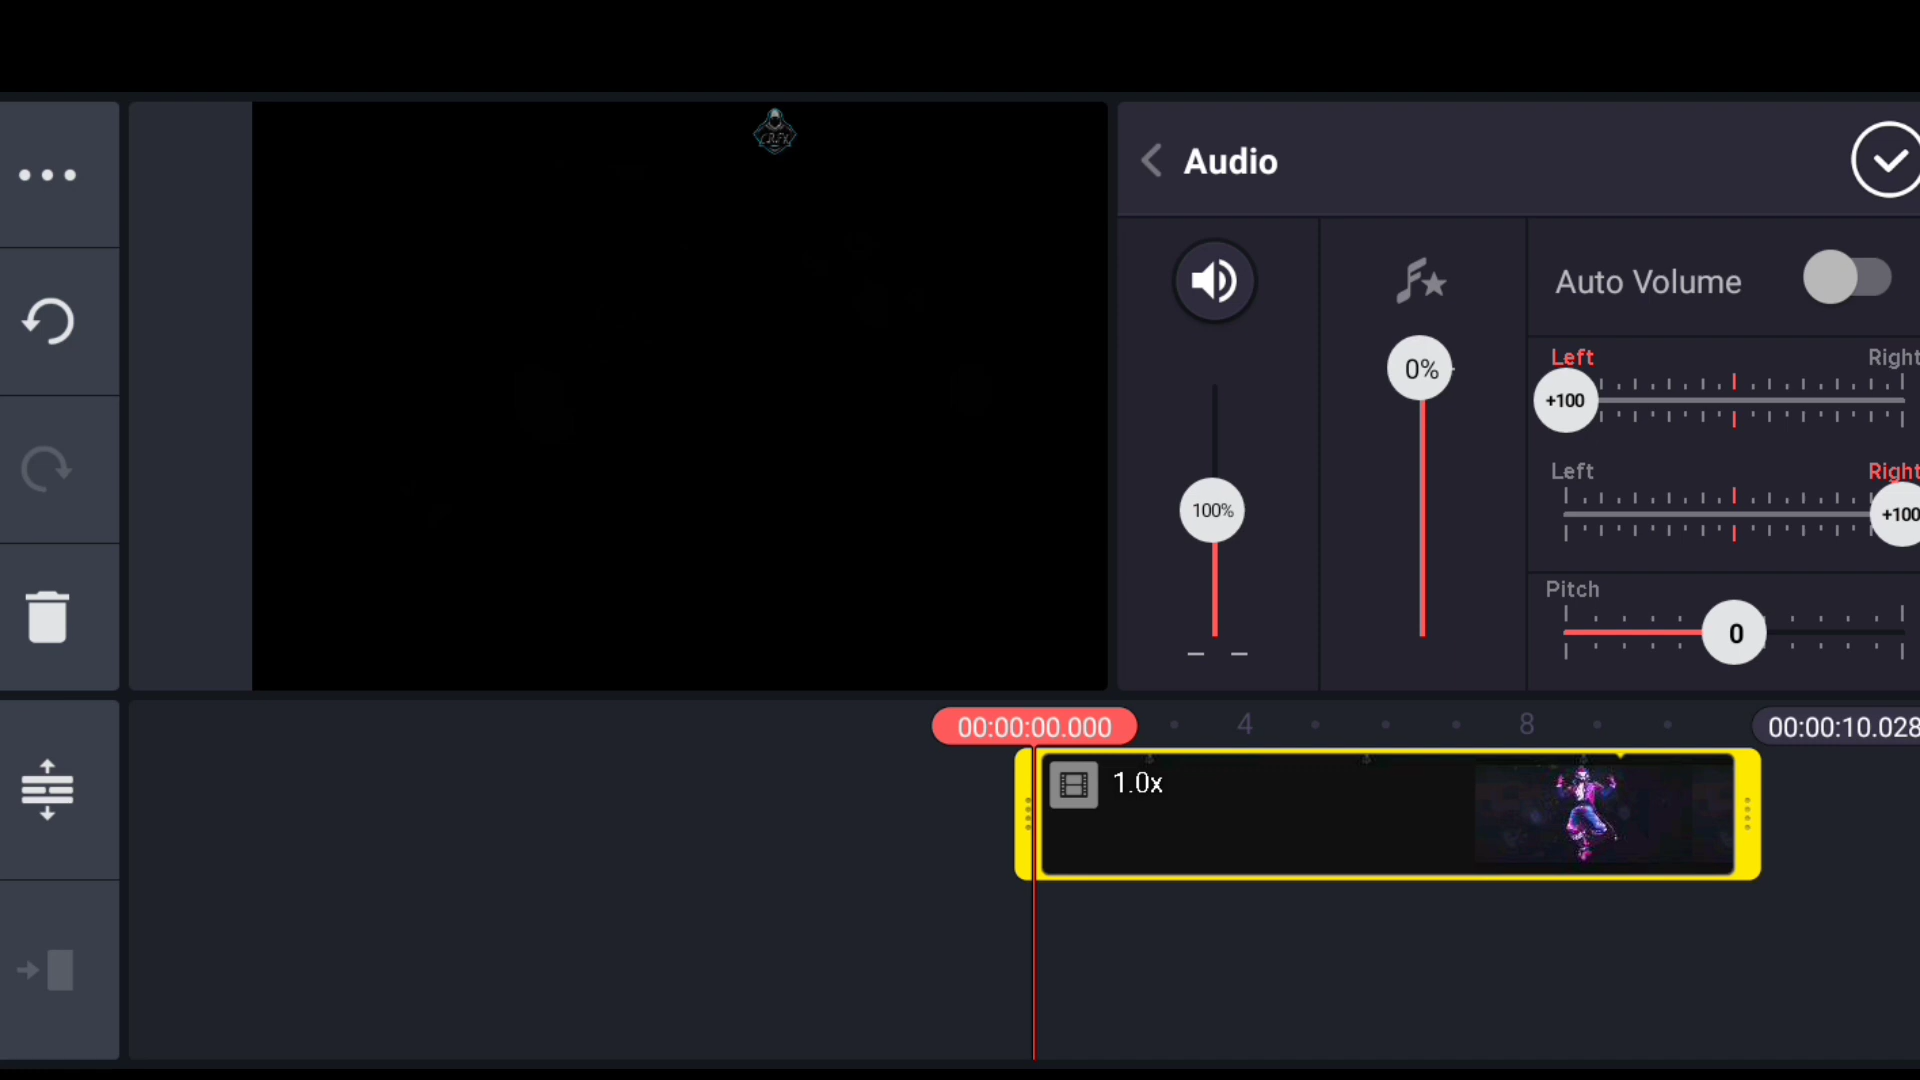 Audio
Auto Volume
Left Right
+100
0%
100%
Left Right
+100
Pitch
0
00:00:00.000 4 8 00:00:10.028
1.0x